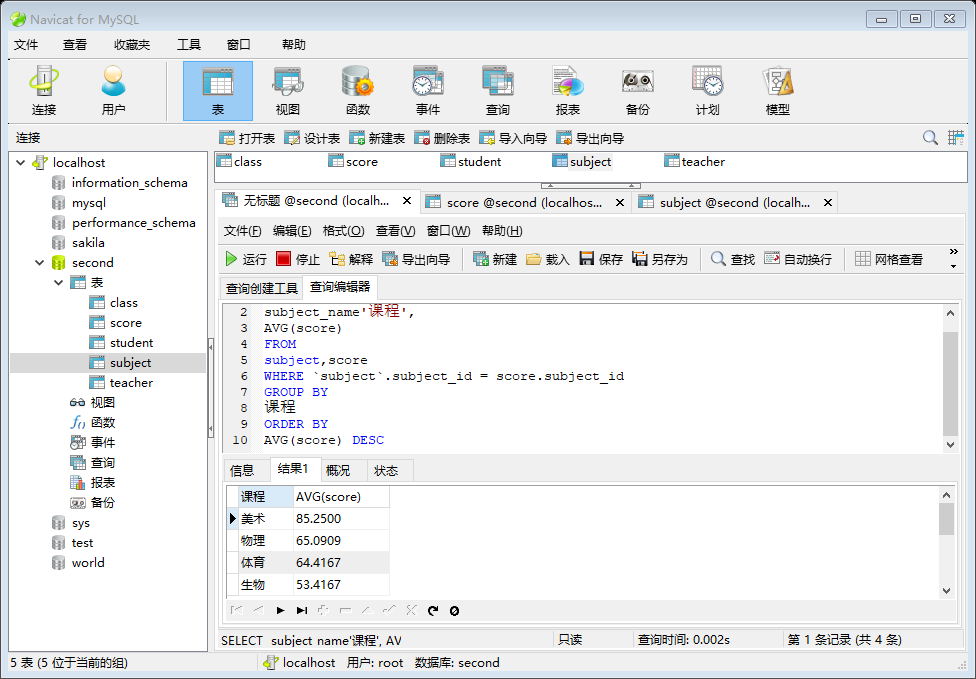 Navicat for MySQL
文件 查看 收藏夹 工具 窗口 帮助
连接 用户 表 视图 函数 事件 查询 报表 备份 计划 模型
连接
打开表 设计表 新建表 删除表 导入向导 导出向导
class score student subject teacher
localhost
information_schema
mysql
performance_schema
sakila
second
表
class
score
student
subject
teacher
视图
函数
事件
查询
报表
备份
sys
test
world
无标题 @second (localh... score @second (localhos... subject @second (localh...
文件(F) 编辑(E) 格式(O) 查看(V) 窗口(W) 帮助(H)
运行 停止 解释 导出向导 新建 载入 保存 另存为 查找 自动换行 网格查看 »
查询创建工具 查询编辑器
2 subject_name'课程',
3 AVG(score)
4 FROM
5 subject,score
6 WHERE `subject`.subject_id = score.subject_id
7 GROUP BY
8 课程
9 ORDER BY
10 AVG(score) DESC
信息 结果1 概况 状态
课程 AVG(score)
美术 85.2500
物理 65.0909
体育 64.4167
生物 53.4167
SELECT subject name'课程', AV 只读 查询时间: 0.002s 第 1 条记录 (共 4 条)
5 表 (5 位于当前的组) localhost 用户: root 数据库: second